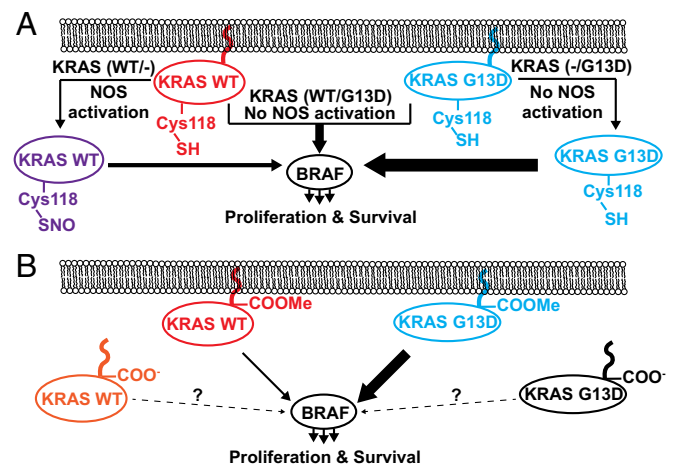 A
KRAS (WT/-)
NOS
activation
KRAS WT
Cys118
SH
KRAS (WT/G13D)
No NOS activation
KRAS G13D
Cys118
SH
KRAS (-/G13D)
No NOS
activation
KRAS WT
Cys118
SNO
BRAF
Proliferation & Survival
KRAS G13D
Cys118
SH
B
COOMe
KRAS WT
COOMe
KRAS G13D
COO-
KRAS WT
?
BRAF
?
COO-
KRAS G13D
Proliferation & Survival